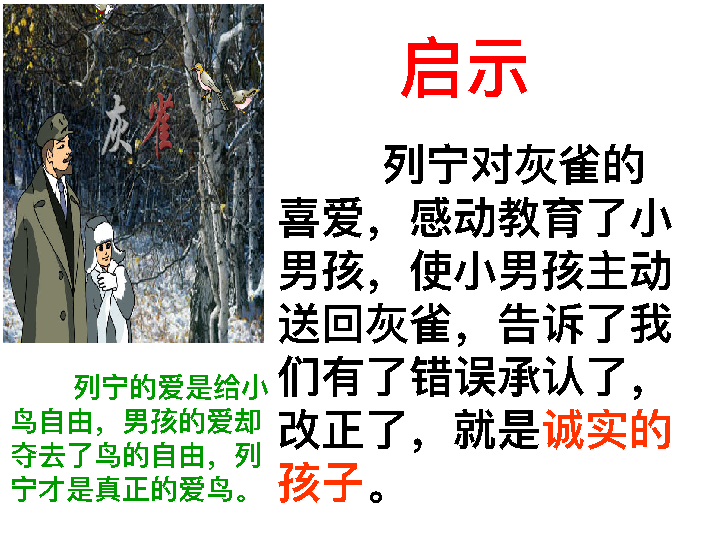 灰雀
启示
列宁对灰雀的
喜爱，感动教育了小
男孩，使小男孩主动
送回灰雀，告诉了我
们有了错误承认了，
改正了，就是诚实的
孩子。
列宁的爱是给小
鸟自由，男孩的爱却
夺去了鸟的自由，列
宁才是真正的爱鸟。